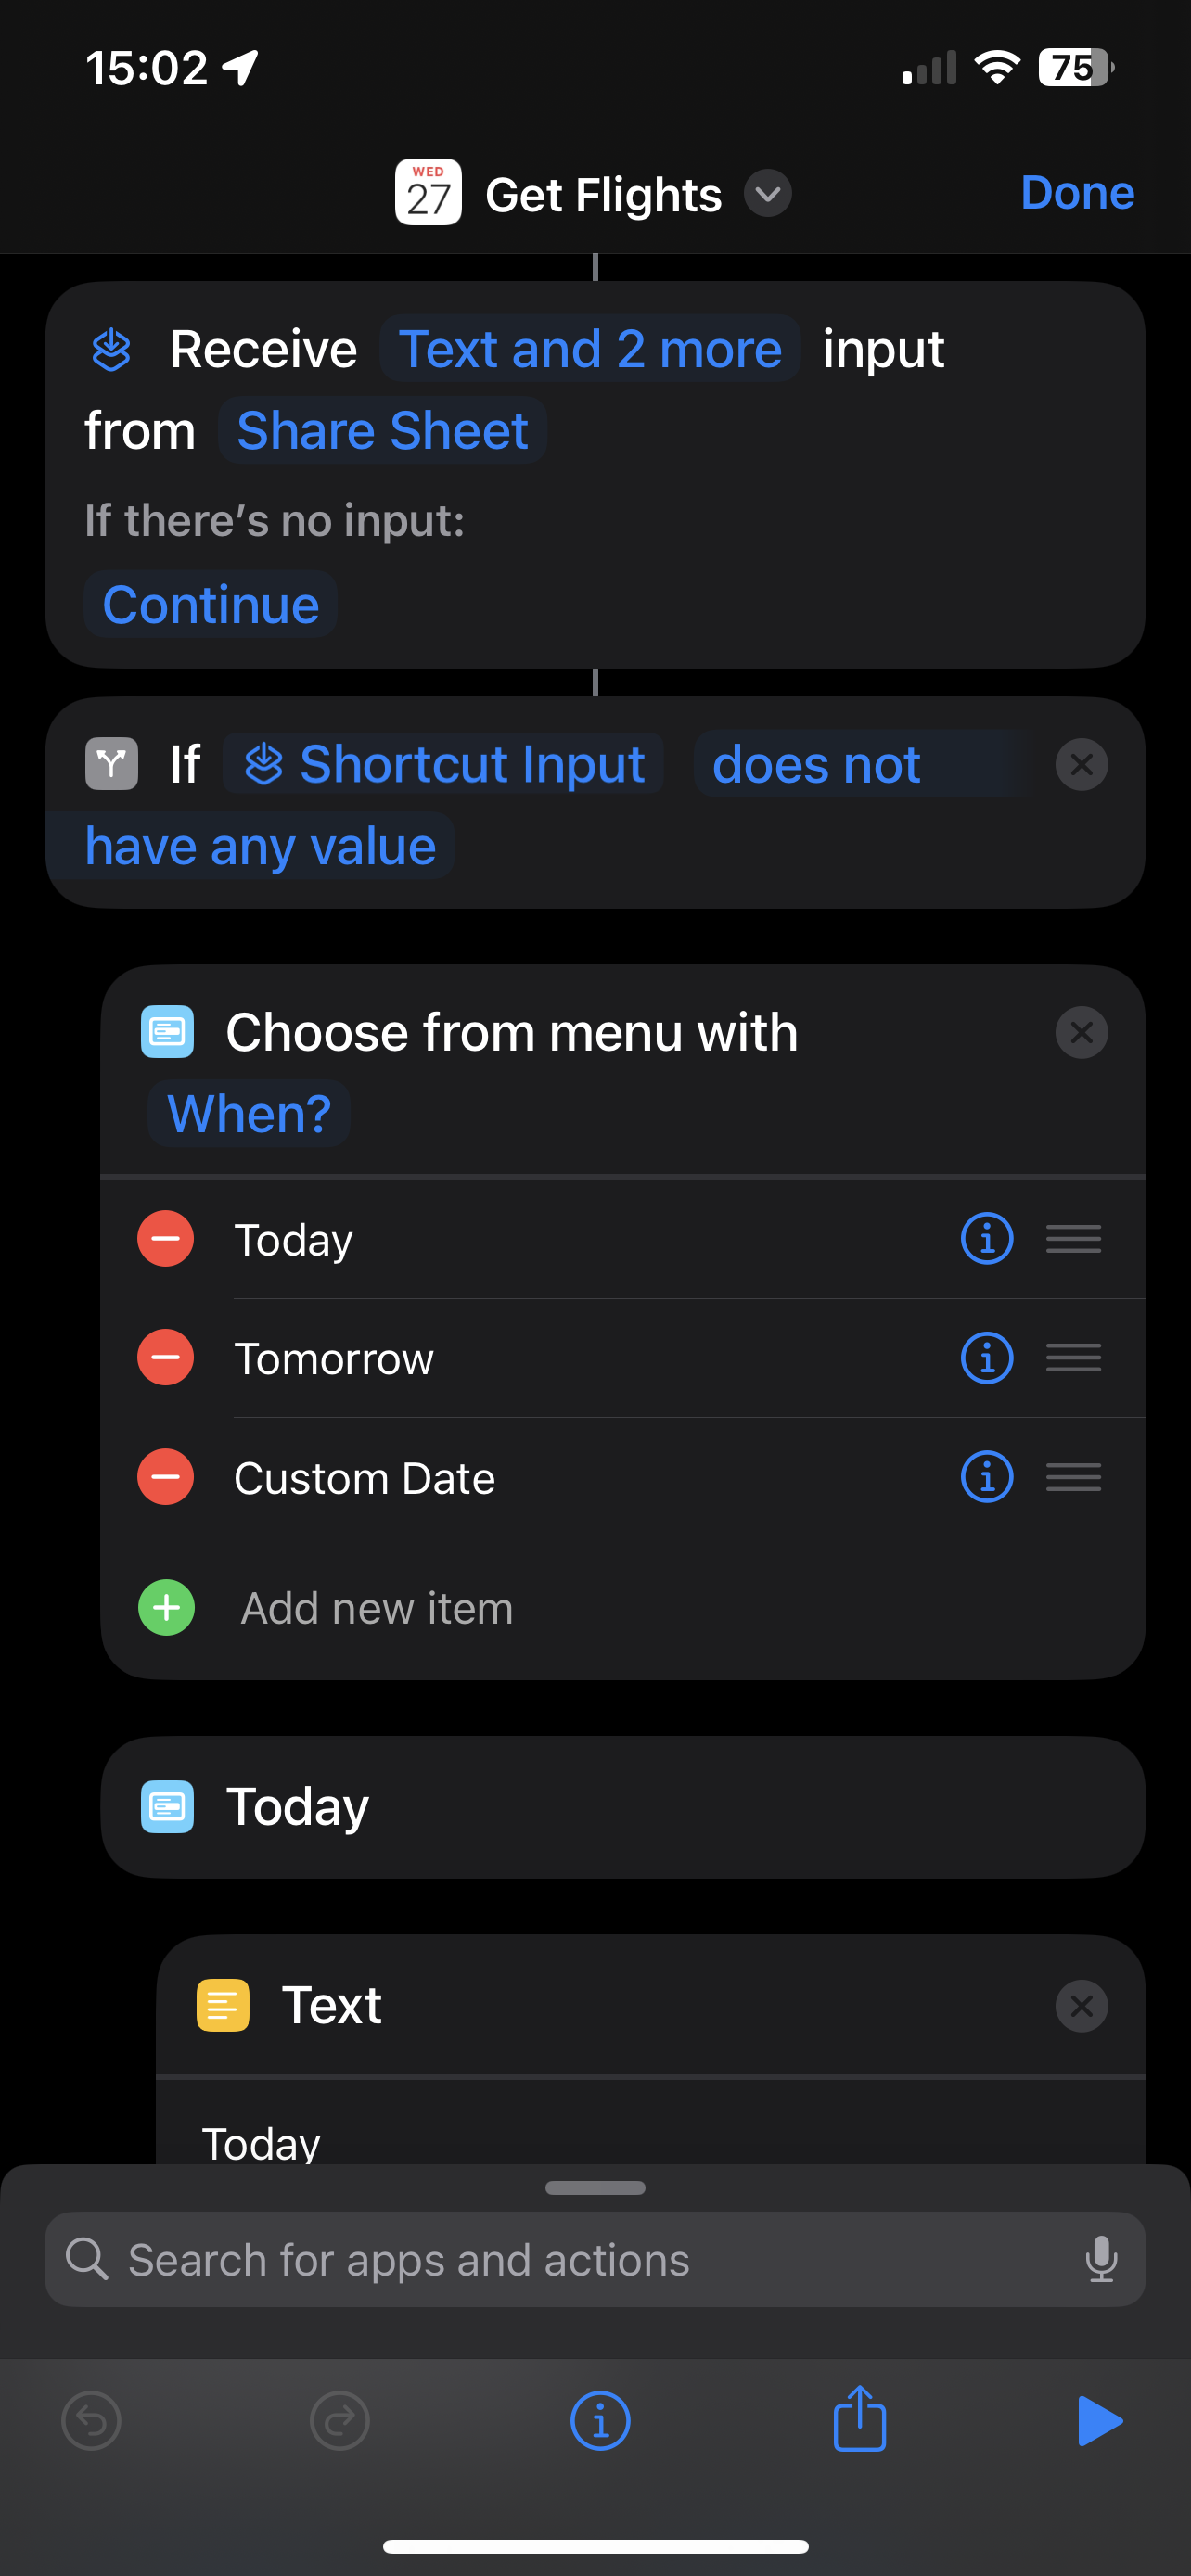 15:02
75
WED
27
Get Flights
Done
Receive Text and 2 more input
from Share Sheet
If there’s no input:
Continue
If Shortcut Input does not
have any value
Choose from menu with
When?
Today
Tomorrow
Custom Date
Add new item
Today
Text
Today
Search for apps and actions